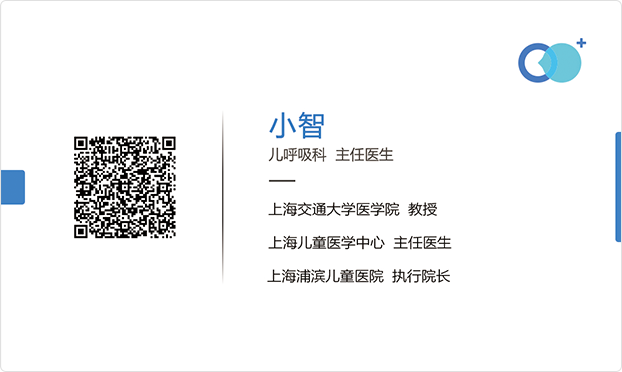 小智
儿呼吸科 主任医生
上海交通大学医学院 教授
上海儿童医学中心 主任医生
上海浦滨儿童医院 执行院长